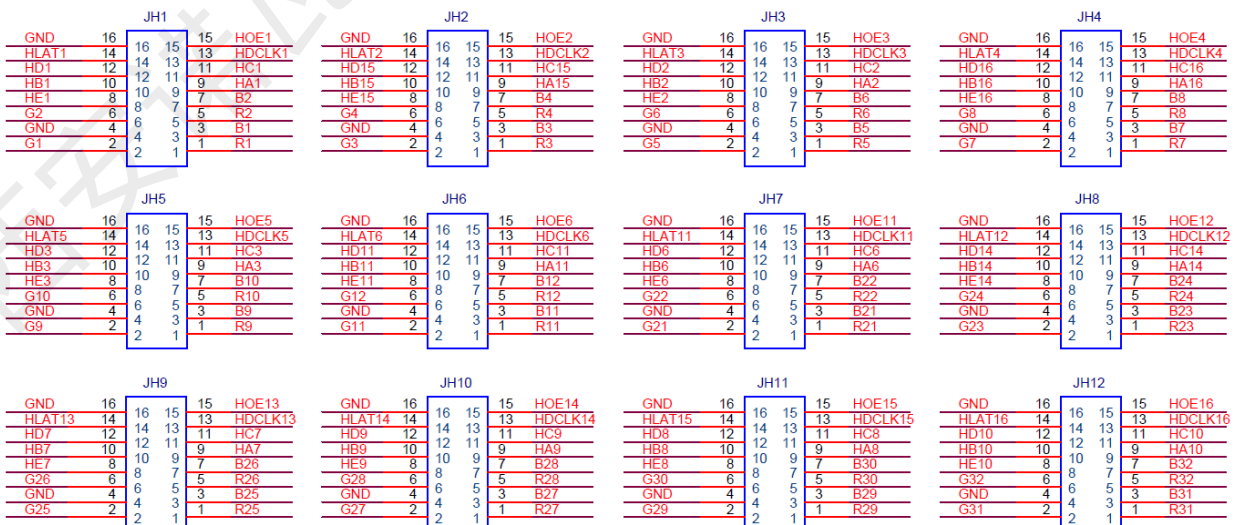 JH1 JH2 JH3 JH4
GND 16 16 15 15 HOE1 GND 16 16 15 15 HOE2 GND 16 16 15 15 HOE3 GND 16 16 15 15 HOE4
HLAT1 14 14 13 13 HDCLK1 HLAT2 14 14 13 13 HDCLK2 HLAT3 14 14 13 13 HDCLK3 HLAT4 14 14 13 13 HDCLK4
HD1 12 12 11 11 HC1 HD15 12 12 11 11 HC15 HD2 12 12 11 11 HC2 HD16 12 12 11 11 HC16
HB1 10 10 9 9 HA1 HB15 10 10 9 9 HA15 HB2 10 10 9 9 HA2 HB16 10 10 9 9 HA16
HE1 8 8 7 7 B2 HE15 8 8 7 7 B4 HE2 8 8 7 7 B6 HE16 8 8 7 7 B8
G2 6 6 5 5 R2 G4 6 6 5 5 R4 G6 6 6 5 5 R6 G8 6 6 5 5 R8
GND 4 4 3 3 B1 GND 4 4 3 3 B3 GND 4 4 3 3 B5 GND 4 4 3 3 B7
G1 2 2 1 1 R1 G3 2 2 1 1 R3 G5 2 2 1 1 R5 G7 2 2 1 1 R7
JH5 JH6 JH7 JH8
GND 16 16 15 15 HOE5 GND 16 16 15 15 HOE6 GND 16 16 15 15 HOE11 GND 16 16 15 15 HOE12
HLAT5 14 14 13 13 HDCLK5 HLAT6 14 14 13 13 HDCLK6 HLAT11 14 14 13 13 HDCLK11 HLAT12 14 14 13 13 HDCLK12
HD3 12 12 11 11 HC3 HD11 12 12 11 11 HC11 HD6 12 12 11 11 HC6 HD14 12 12 11 11 HC14
HB3 10 10 9 9 HA3 HB11 10 10 9 9 HA11 HB6 10 10 9 9 HA6 HB14 10 10 9 9 HA14
HE3 8 8 7 7 B10 HE11 8 8 7 7 B12 HE6 8 8 7 7 B22 HE14 8 8 7 7 B24
G10 6 6 5 5 R10 G12 6 6 5 5 R12 G22 6 6 5 5 R22 G24 6 6 5 5 R24
GND 4 4 3 3 B9 GND 4 4 3 3 B11 GND 4 4 3 3 B21 GND 4 4 3 3 B23
G9 2 2 1 1 R9 G11 2 2 1 1 R11 G21 2 2 1 1 R21 G23 2 2 1 1 R23
JH9 JH10 JH11 JH12
GND 16 16 15 15 HOE13 GND 16 16 15 15 HOE14 GND 16 16 15 15 HOE15 GND 16 16 15 15 HOE16
HLAT13 14 14 13 13 HDCLK13 HLAT14 14 14 13 13 HDCLK14 HLAT15 14 14 13 13 HDCLK15 HLAT16 14 14 13 13 HDCLK16
HD7 12 12 11 11 HC7 HD9 12 12 11 11 HC9 HD8 12 12 11 11 HC8 HD10 12 12 11 11 HC10
HB7 10 10 9 9 HA7 HB9 10 10 9 9 HA9 HB8 10 10 9 9 HA8 HB10 10 10 9 9 HA10
HE7 8 8 7 7 B26 HE9 8 8 7 7 B28 HE8 8 8 7 7 B30 HE10 8 8 7 7 B32
G26 6 6 5 5 R26 G28 6 6 5 5 R28 G30 6 6 5 5 R30 G32 6 6 5 5 R32
GND 4 4 3 3 B25 GND 4 4 3 3 B27 GND 4 4 3 3 B29 GND 4 4 3 3 B31
G25 2 2 1 1 R25 G27 2 2 1 1 R27 G29 2 2 1 1 R29 G31 2 2 1 1 R31